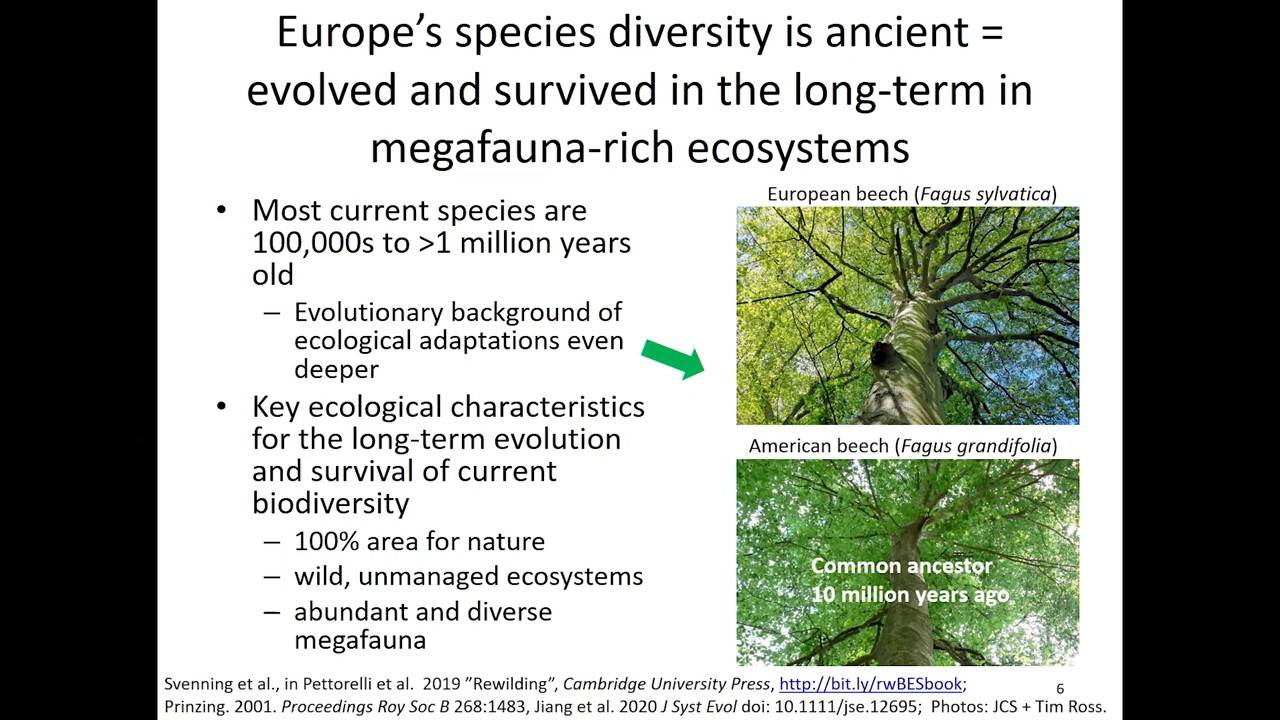 Europe’s species diversity is ancient =
evolved and survived in the long-term in
megafauna-rich ecosystems
• Most current species are
100,000s to >1 million years
old
– Evolutionary background of
ecological adaptations even
deeper
• Key ecological characteristics
for the long-term evolution
and survival of current
biodiversity
– 100% area for nature
– wild, unmanaged ecosystems
– abundant and diverse
megafauna
European beech (Fagus sylvatica)
American beech (Fagus grandifolia)
Common ancestor
10 million years ago
Svenning et al., in Pettorelli et al. 2019 ”Rewilding”, Cambridge University Press, http://bit.ly/rwBESbook;
Prinzing. 2001. Proceedings Roy Soc B 268:1483, Jiang et al. 2020 J Syst Evol doi: 10.1111/jse.12695; Photos: JCS + Tim Ross.
6